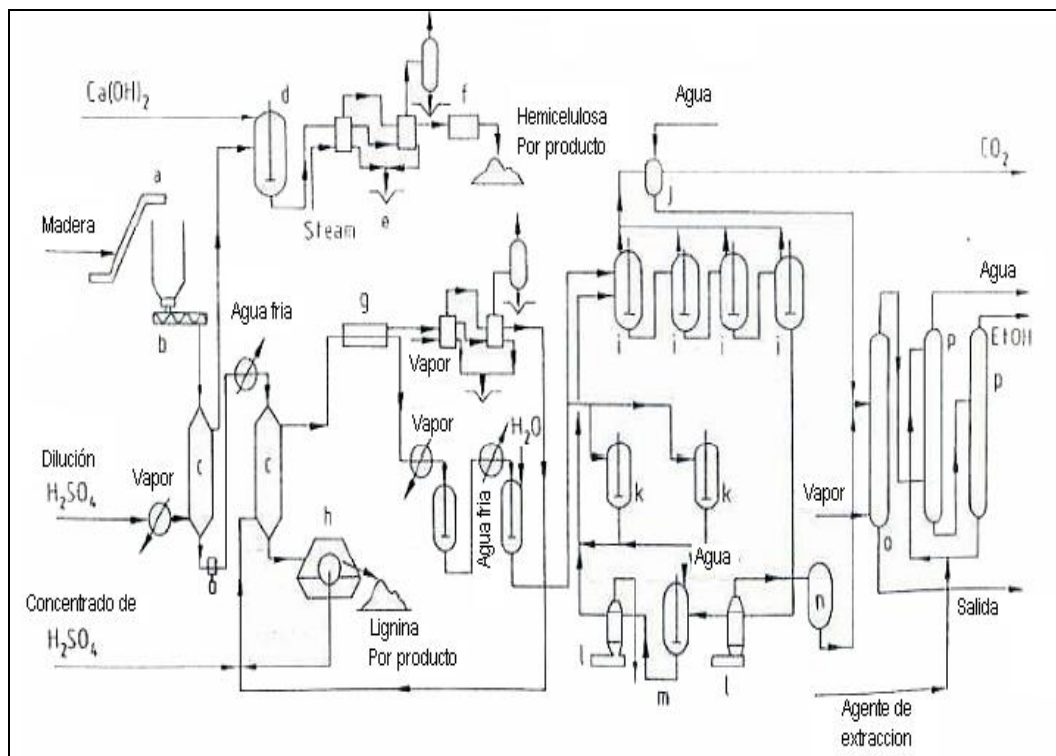 Ca(OH)2
d
f
Hemicelulosa
Por producto
Agua
CO2
j
a
Madera
Steam
e
b
Agua fria
g
Vapor
i
i
i
i
Agua
EtOH
p
p
c
c
Vapor
H2O
Agua fria
k
k
Dilución
H2SO4
Vapor
Vapor
h
Agua
o
n
Salida
Concentrado de
H2SO4
Lignina
Por producto
l
m
l
Agente de
extraccion